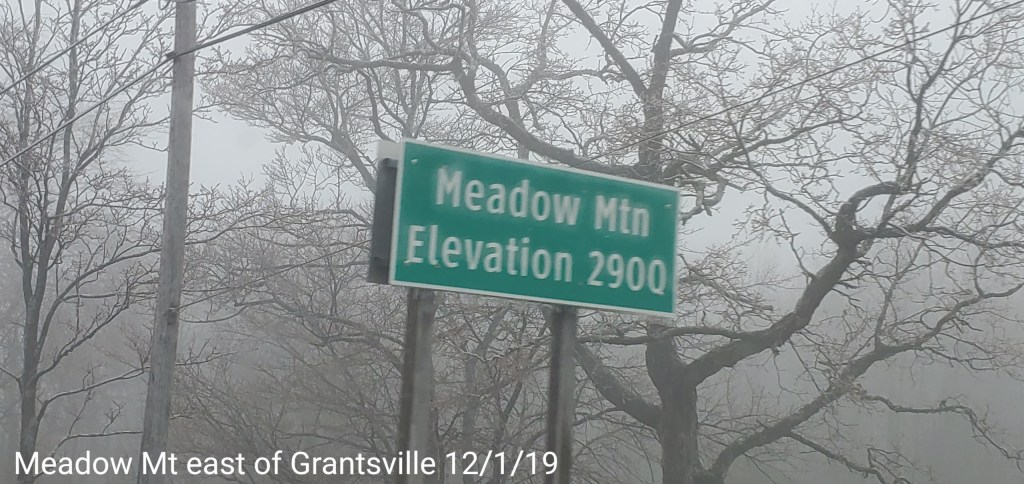 Meadow Mtn
Elevation 2900
Meadow Mt east of Grantsville 12/1/19